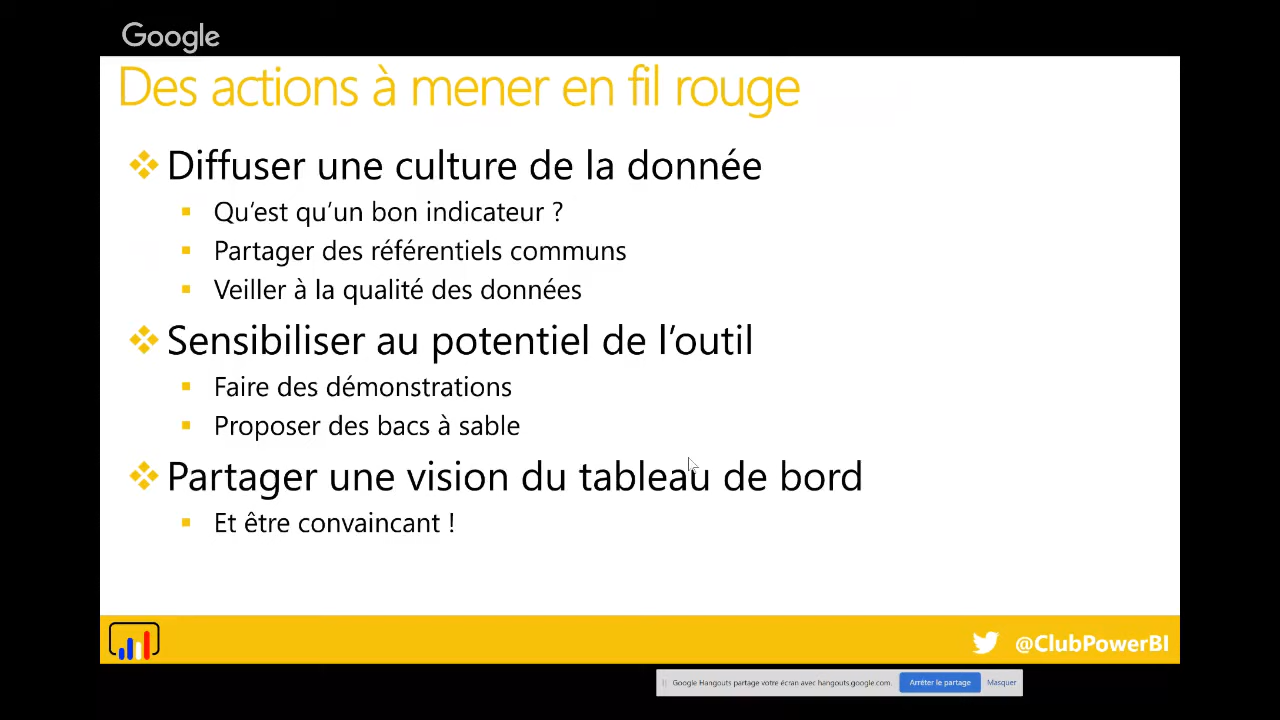 Google
Des actions à mener en fil rouge
Diffuser une culture de la donnée
Qu'est qu'un bon indicateur ?
Partager des référentiels communs
Veiller à la qualité des données
Sensibiliser au potentiel de l'outil
Faire des démonstrations
Proposer des bacs à sable
Partager une vision du tableau de bord
Et être convaincant !
@ClubPowerBI
Google Hangouts partage votre écran avec hangouts.google.com. Arrêter le partage Masquer